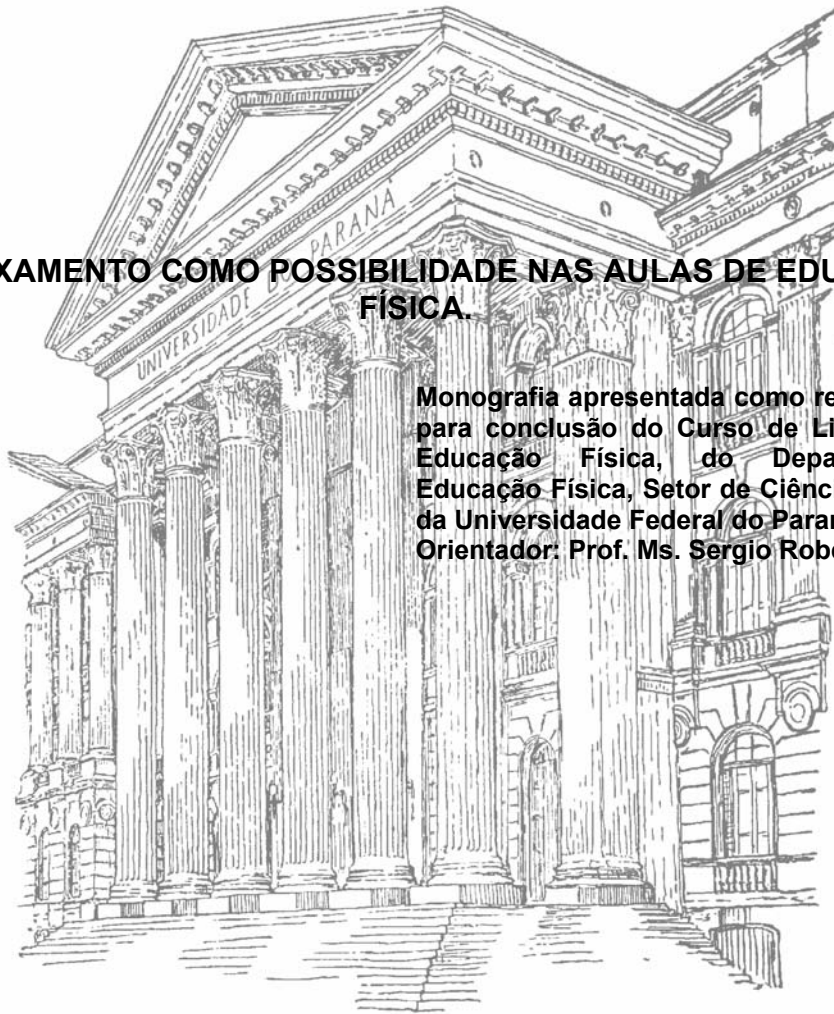 UNIVERSIDADE PARANÁ
XAMENTO COMO POSSIBILIDADE NAS AULAS DE EDU
FÍSICA.
Monografia apresentada como re
para conclusão do Curso de Li
Educação Física, do Depa
Educação Física, Setor de Ciênc
da Universidade Federal do Paran
Orientador: Prof. Ms. Sergio Robe